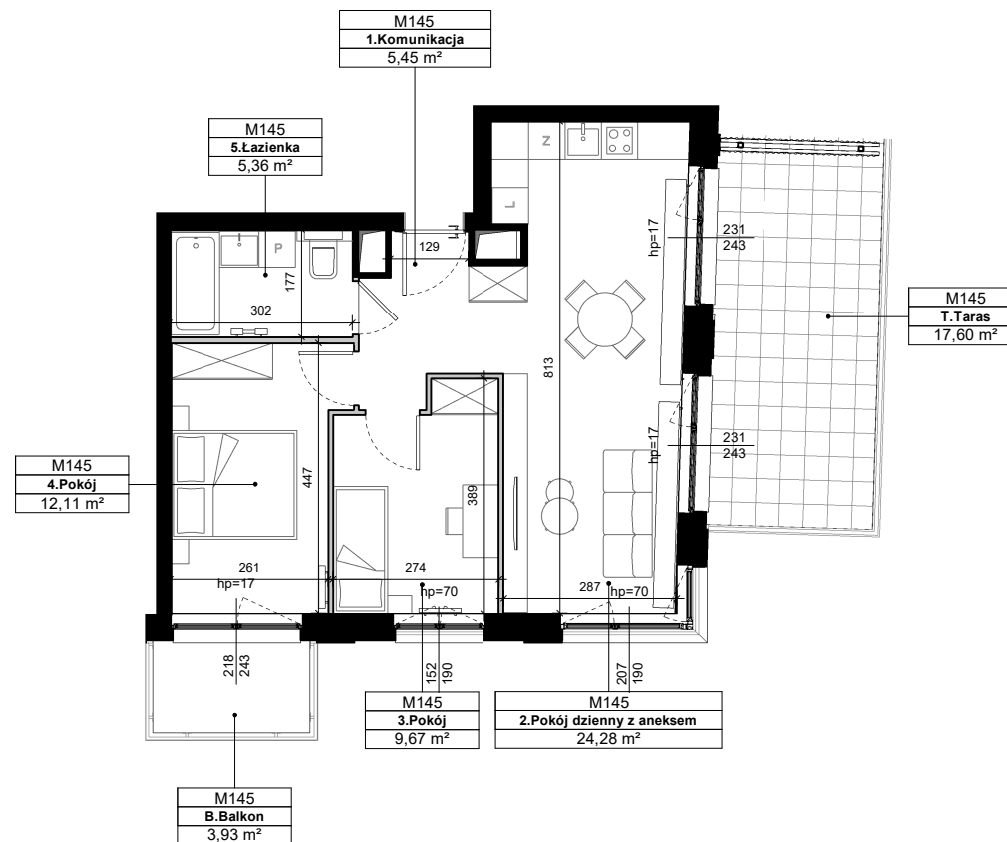 M145
1.Komunikacja
5,45 m²
M145
5.Łazienka
5,36 m²
Z
L
P
129
177
302
hp=17
231
243
M145
T.Taras
17,60 m²
813
hp=17
231
243
M145
4.Pokój
12,11 m²
447
389
261
hp=17
274
hp=70
287
hp=70
218
243
152
190
207
190
M145
3.Pokój
9,67 m²
M145
2.Pokój dzienny z aneksem
24,28 m²
M145
B.Balkon
3,93 m²